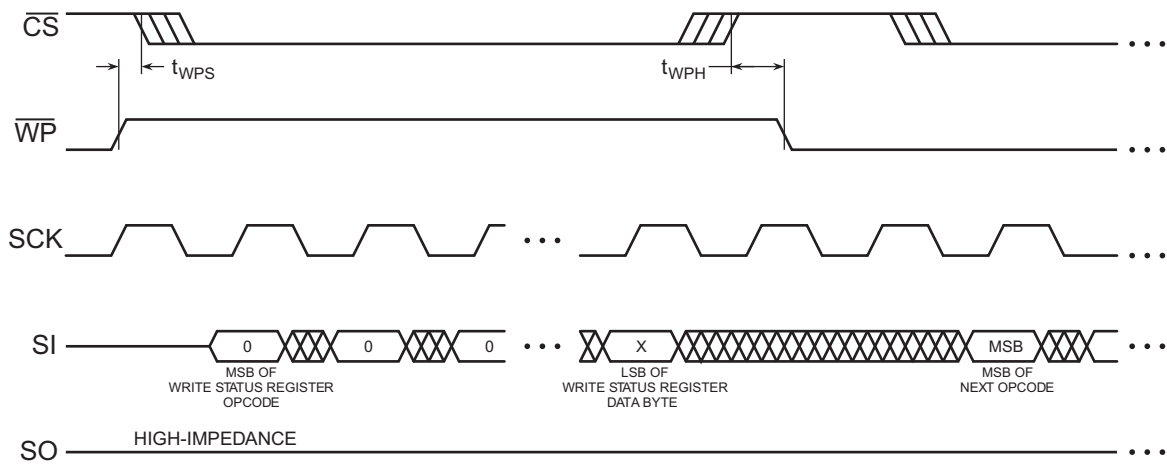 CS
tWPS
tWPH
WP
SCK
SI
0
0
0
X
MSB
MSB OF
WRITE STATUS REGISTER
OPCODE
LSB OF
WRITE STATUS REGISTER
DATA BYTE
MSB OF
NEXT OPCODE
SO
HIGH-IMPEDANCE